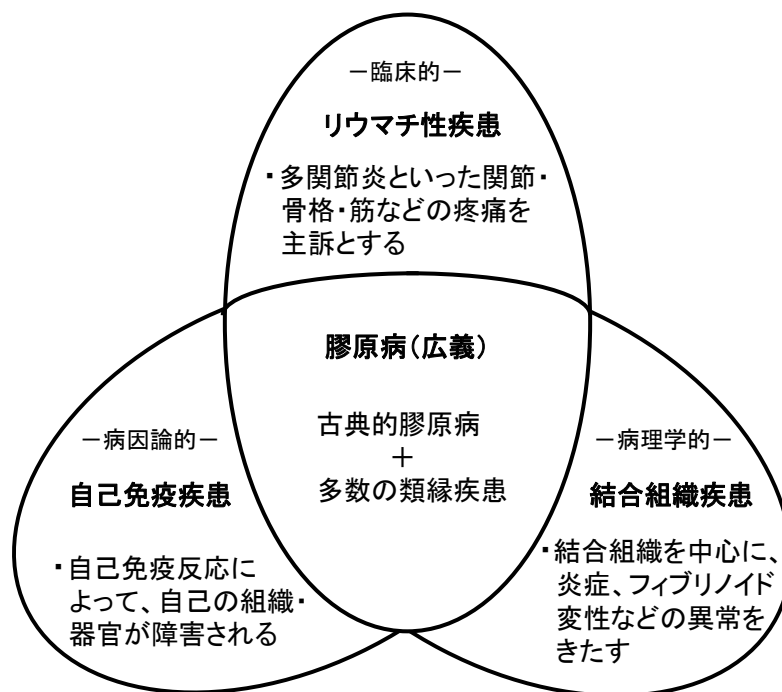 －臨床的－
リウマチ性疾患
・多関節炎といった関節・
骨格・筋などの疼痛を
主訴とする
膠原病（広義）
古典的膠原病
＋
多数の類縁疾患
－病因論的－
自己免疫疾患
・自己免疫反応に
よって、自己の組織・
器官が障害される
－病理学的－
結合組織疾患
・結合組織を中心に、
炎症、フィブリノイド
変性などの異常を
きたす